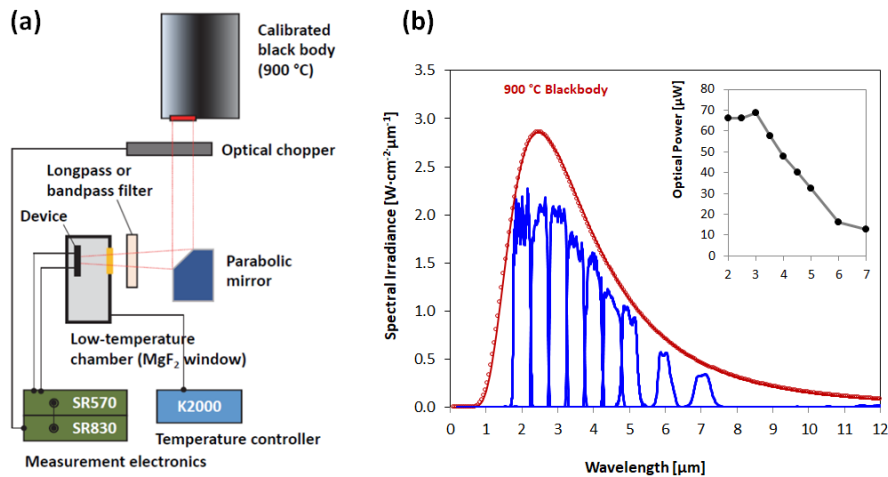 (a)
Calibrated
black body
(900 °C)
Optical chopper
Longpass or
bandpass filter
Device
Parabolic
mirror
Low-temperature
chamber (MgF₂ window)
SR570
SR830
K2000
Temperature controller
Measurement electronics
(b)
900 °C Blackbody
Spectral Irradiance [W·cm⁻²·µm⁻¹]
3.5
3.0
2.5
2.0
1.5
1.0
0.5
0.0
0 1 2 3 4 5 6 7 8 9 10 11 12
Wavelength [µm]
Optical Power [µW]
80
70
60
50
40
30
20
10
0
2 3 4 5 6 7
µm